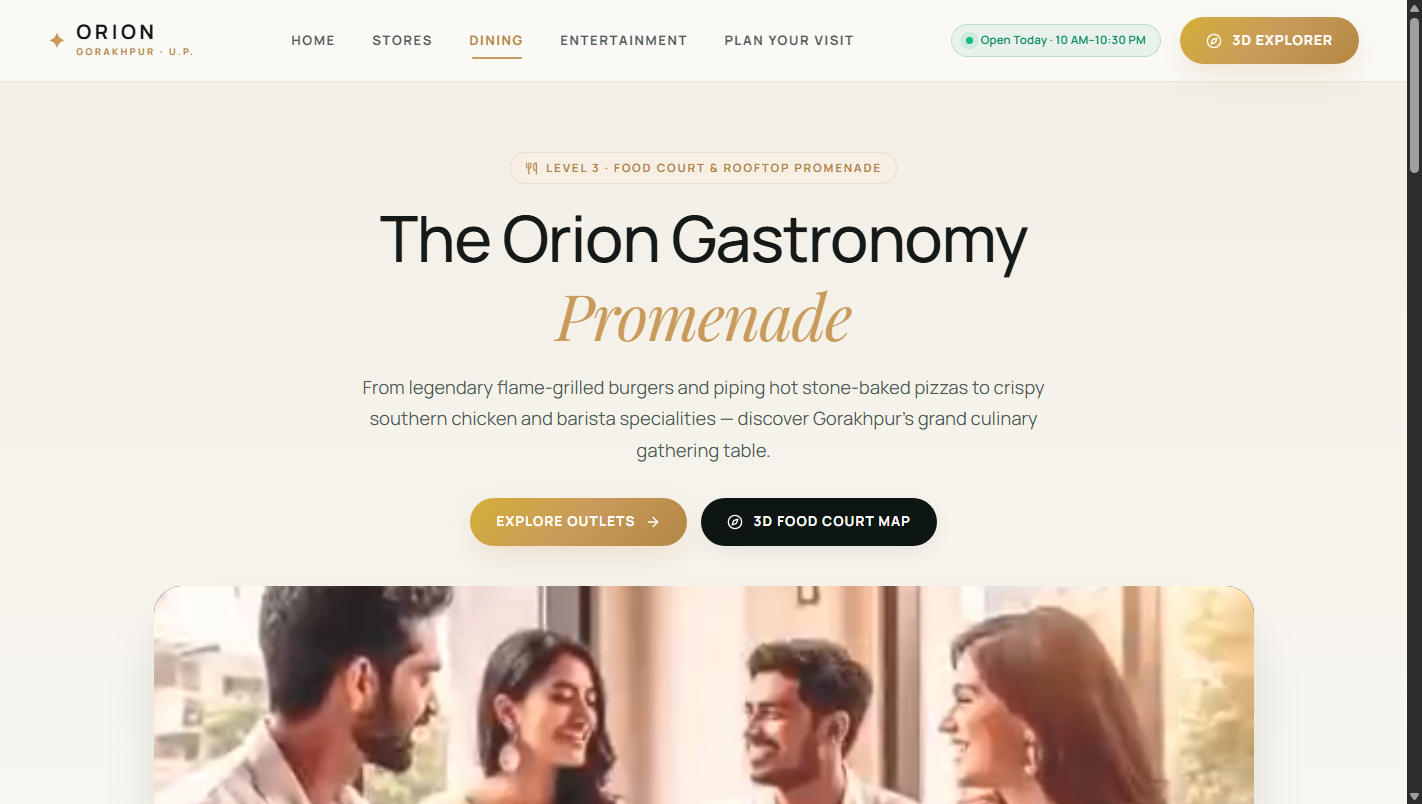 ORION
GORAKHPUR · U.P.
HOME
STORES
DINING
ENTERTAINMENT
PLAN YOUR VISIT
Open Today · 10 AM–10:30 PM
3D EXPLORER
LEVEL 3 · FOOD COURT & ROOFTOP PROMENADE
The Orion Gastronomy
Promenade
From legendary flame-grilled burgers and piping hot stone-baked pizzas to crispy
southern chicken and barista specialities — discover Gorakhpur's grand culinary
gathering table.
EXPLORE OUTLETS
3D FOOD COURT MAP